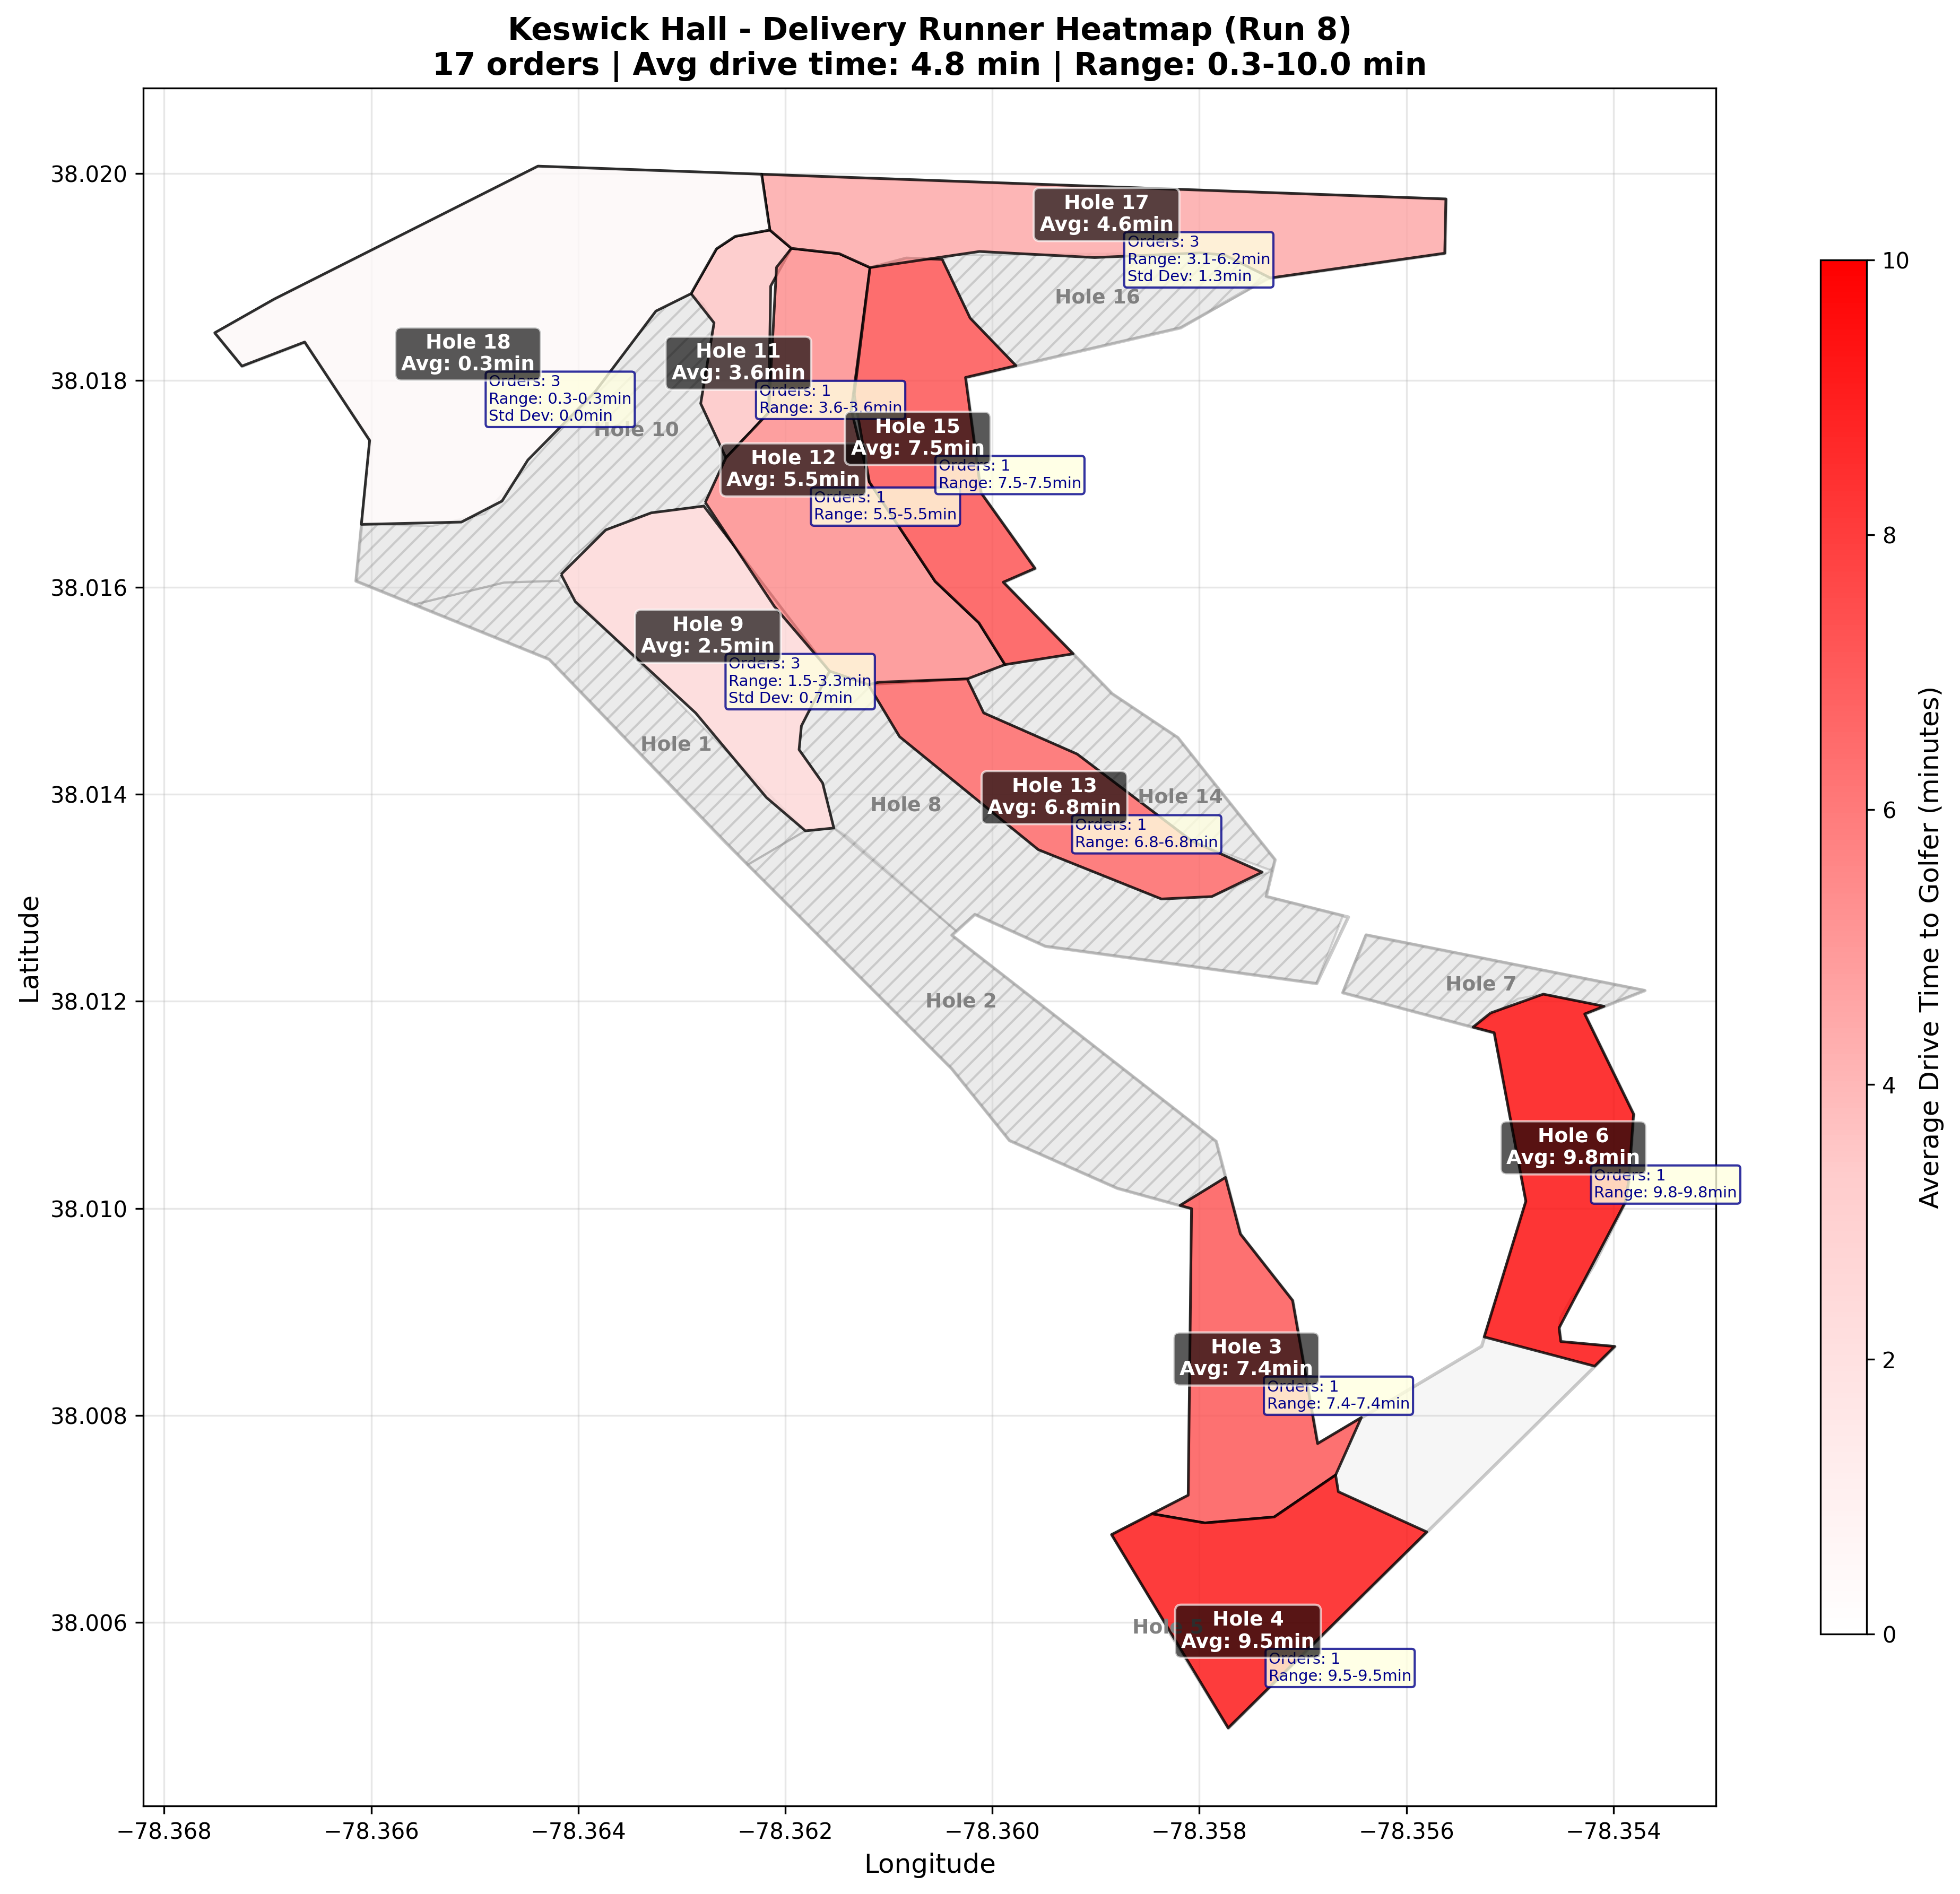 Keswick Hall - Delivery Runner Heatmap (Run 8)
17 orders | Avg drive time: 4.8 min | Range: 0.3-10.0 min
Latitude
38.020
38.018
38.016
38.014
38.012
38.010
38.008
38.006
Hole 17
Avg: 4.6min
Orders: 3
Range: 3.1-6.2min
Std Dev: 1.3min
Hole 16
Hole 18
Avg: 0.3min
Orders: 3
Range: 0.3-0.3min
Std Dev: 0.0min
Hole 10
Hole 11
Avg: 3.6min
Orders: 1
Range: 3.6-3.6min
Hole 15
Avg: 7.5min
Orders: 1
Range: 7.5-7.5min
Hole 12
Avg: 5.5min
Orders: 1
Range: 5.5-5.5min
Hole 9
Avg: 2.5min
Orders: 3
Range: 1.5-3.3min
Std Dev: 0.7min
Hole 1
Hole 8
Hole 13
Avg: 6.8min
Orders: 1
Range: 6.8-6.8min
Hole 14
Hole 2
Hole 7
Hole 6
Avg: 9.8min
Orders: 1
Range: 9.8-9.8min
Hole 3
Avg: 7.4min
Orders: 1
Range: 7.4-7.4min
Hole 5
Hole 4
Avg: 9.5min
Orders: 1
Range: 9.5-9.5min
−78.368
−78.366
−78.364
−78.362
−78.360
−78.358
−78.356
−78.354
Longitude
10
8
6
4
2
0
Average Drive Time to Golfer (minutes)